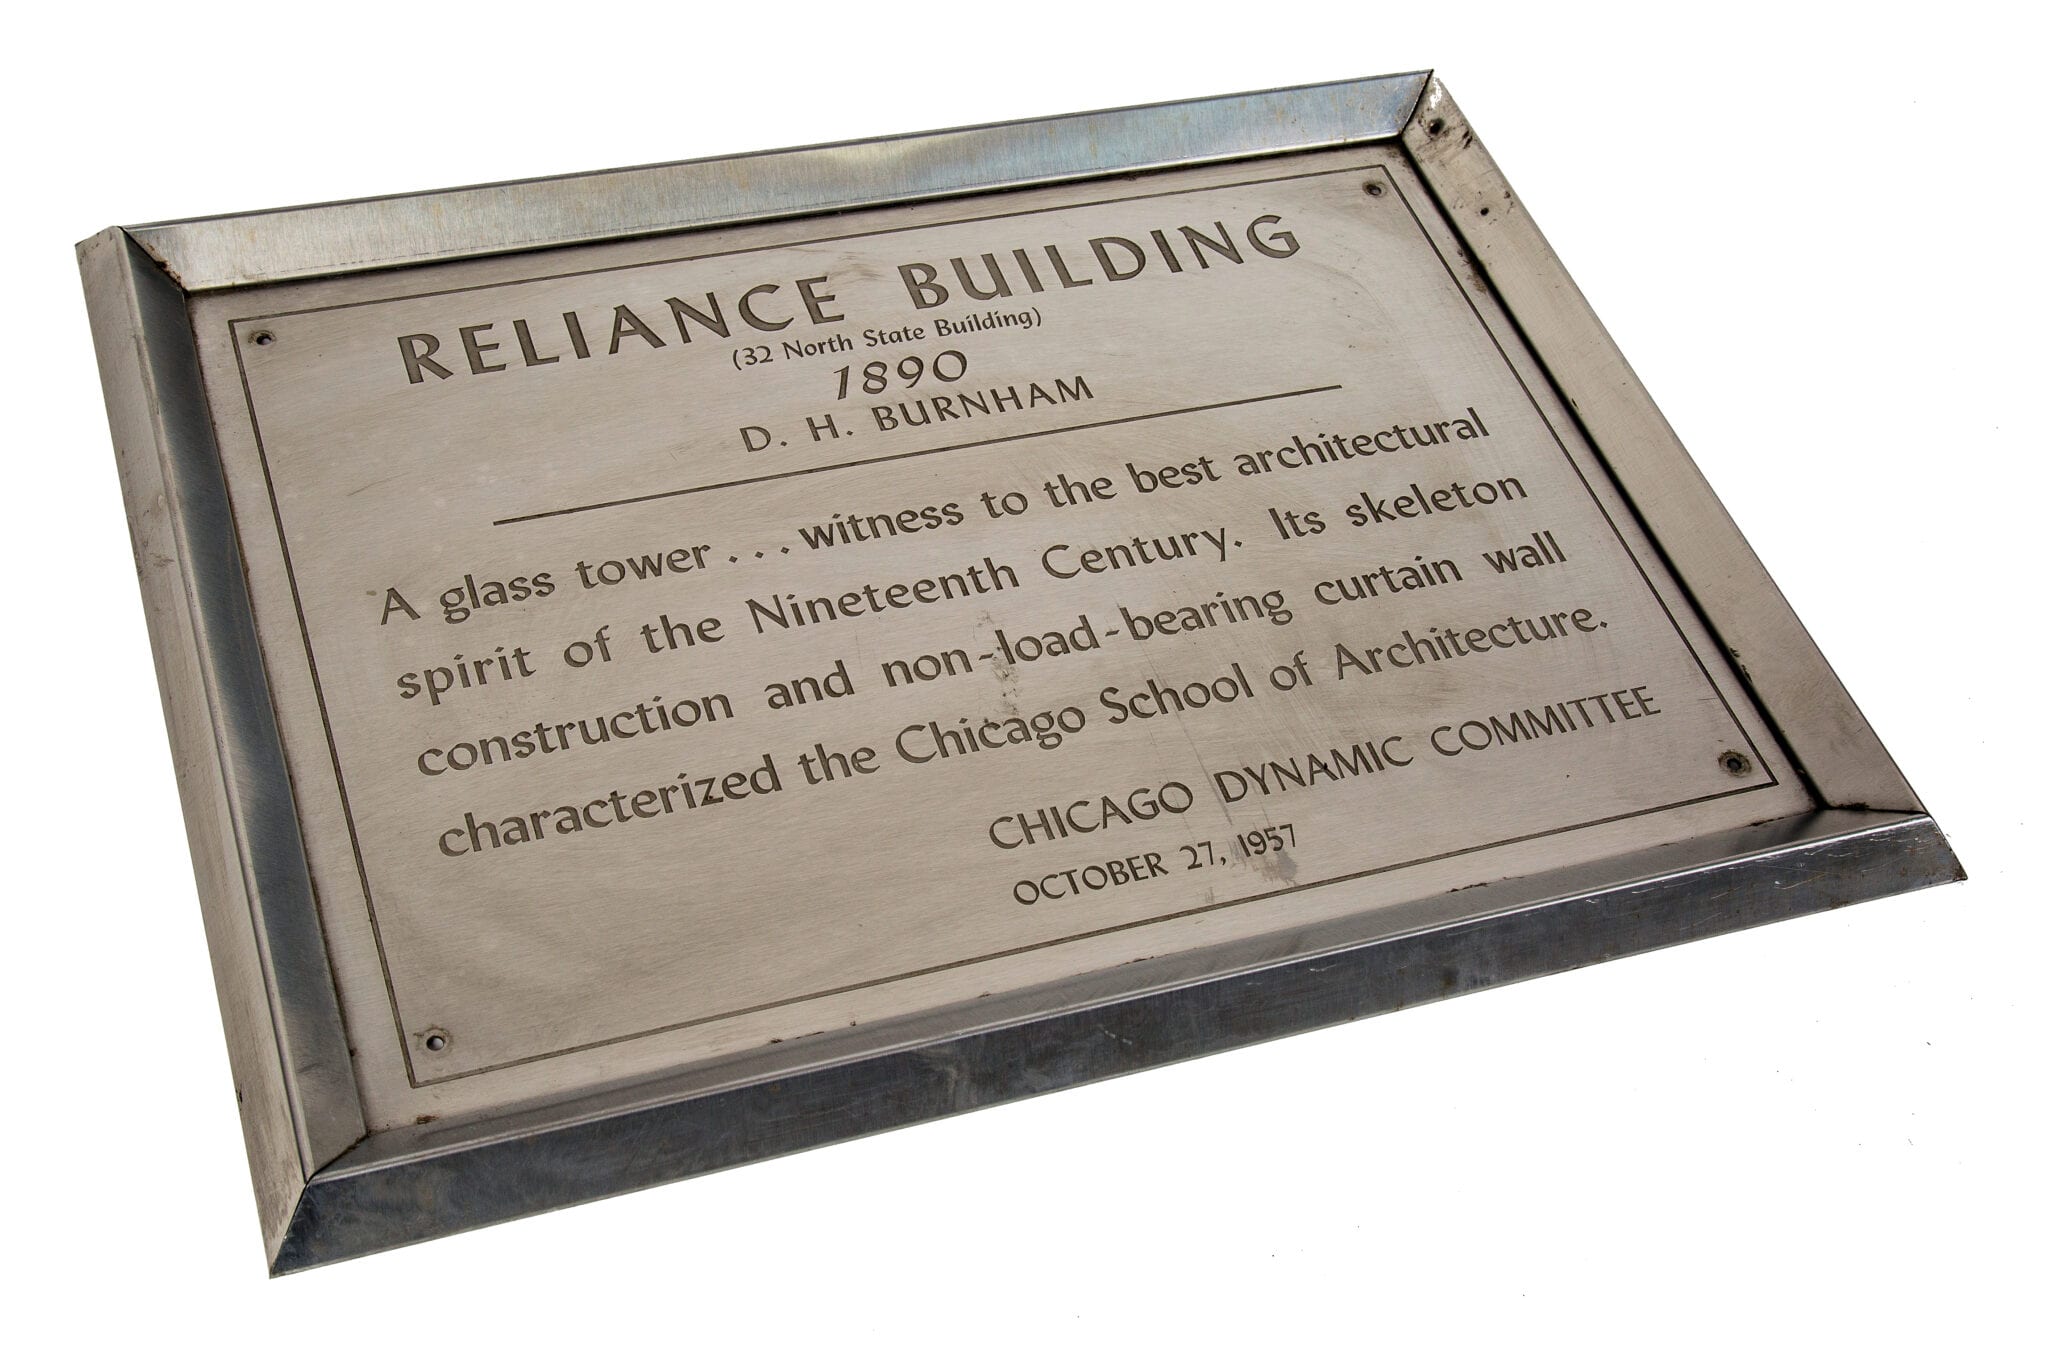 RELIANCE BUILDING
(32 North State Building)
1890
D. H. BURNHAM
A glass tower . . . witness to the best architectural
spirit of the Nineteenth Century. Its skeleton
construction and non-load-bearing curtain wall
characterized the Chicago School of Architecture.
CHICAGO DYNAMIC COMMITTEE
OCTOBER 27, 1957